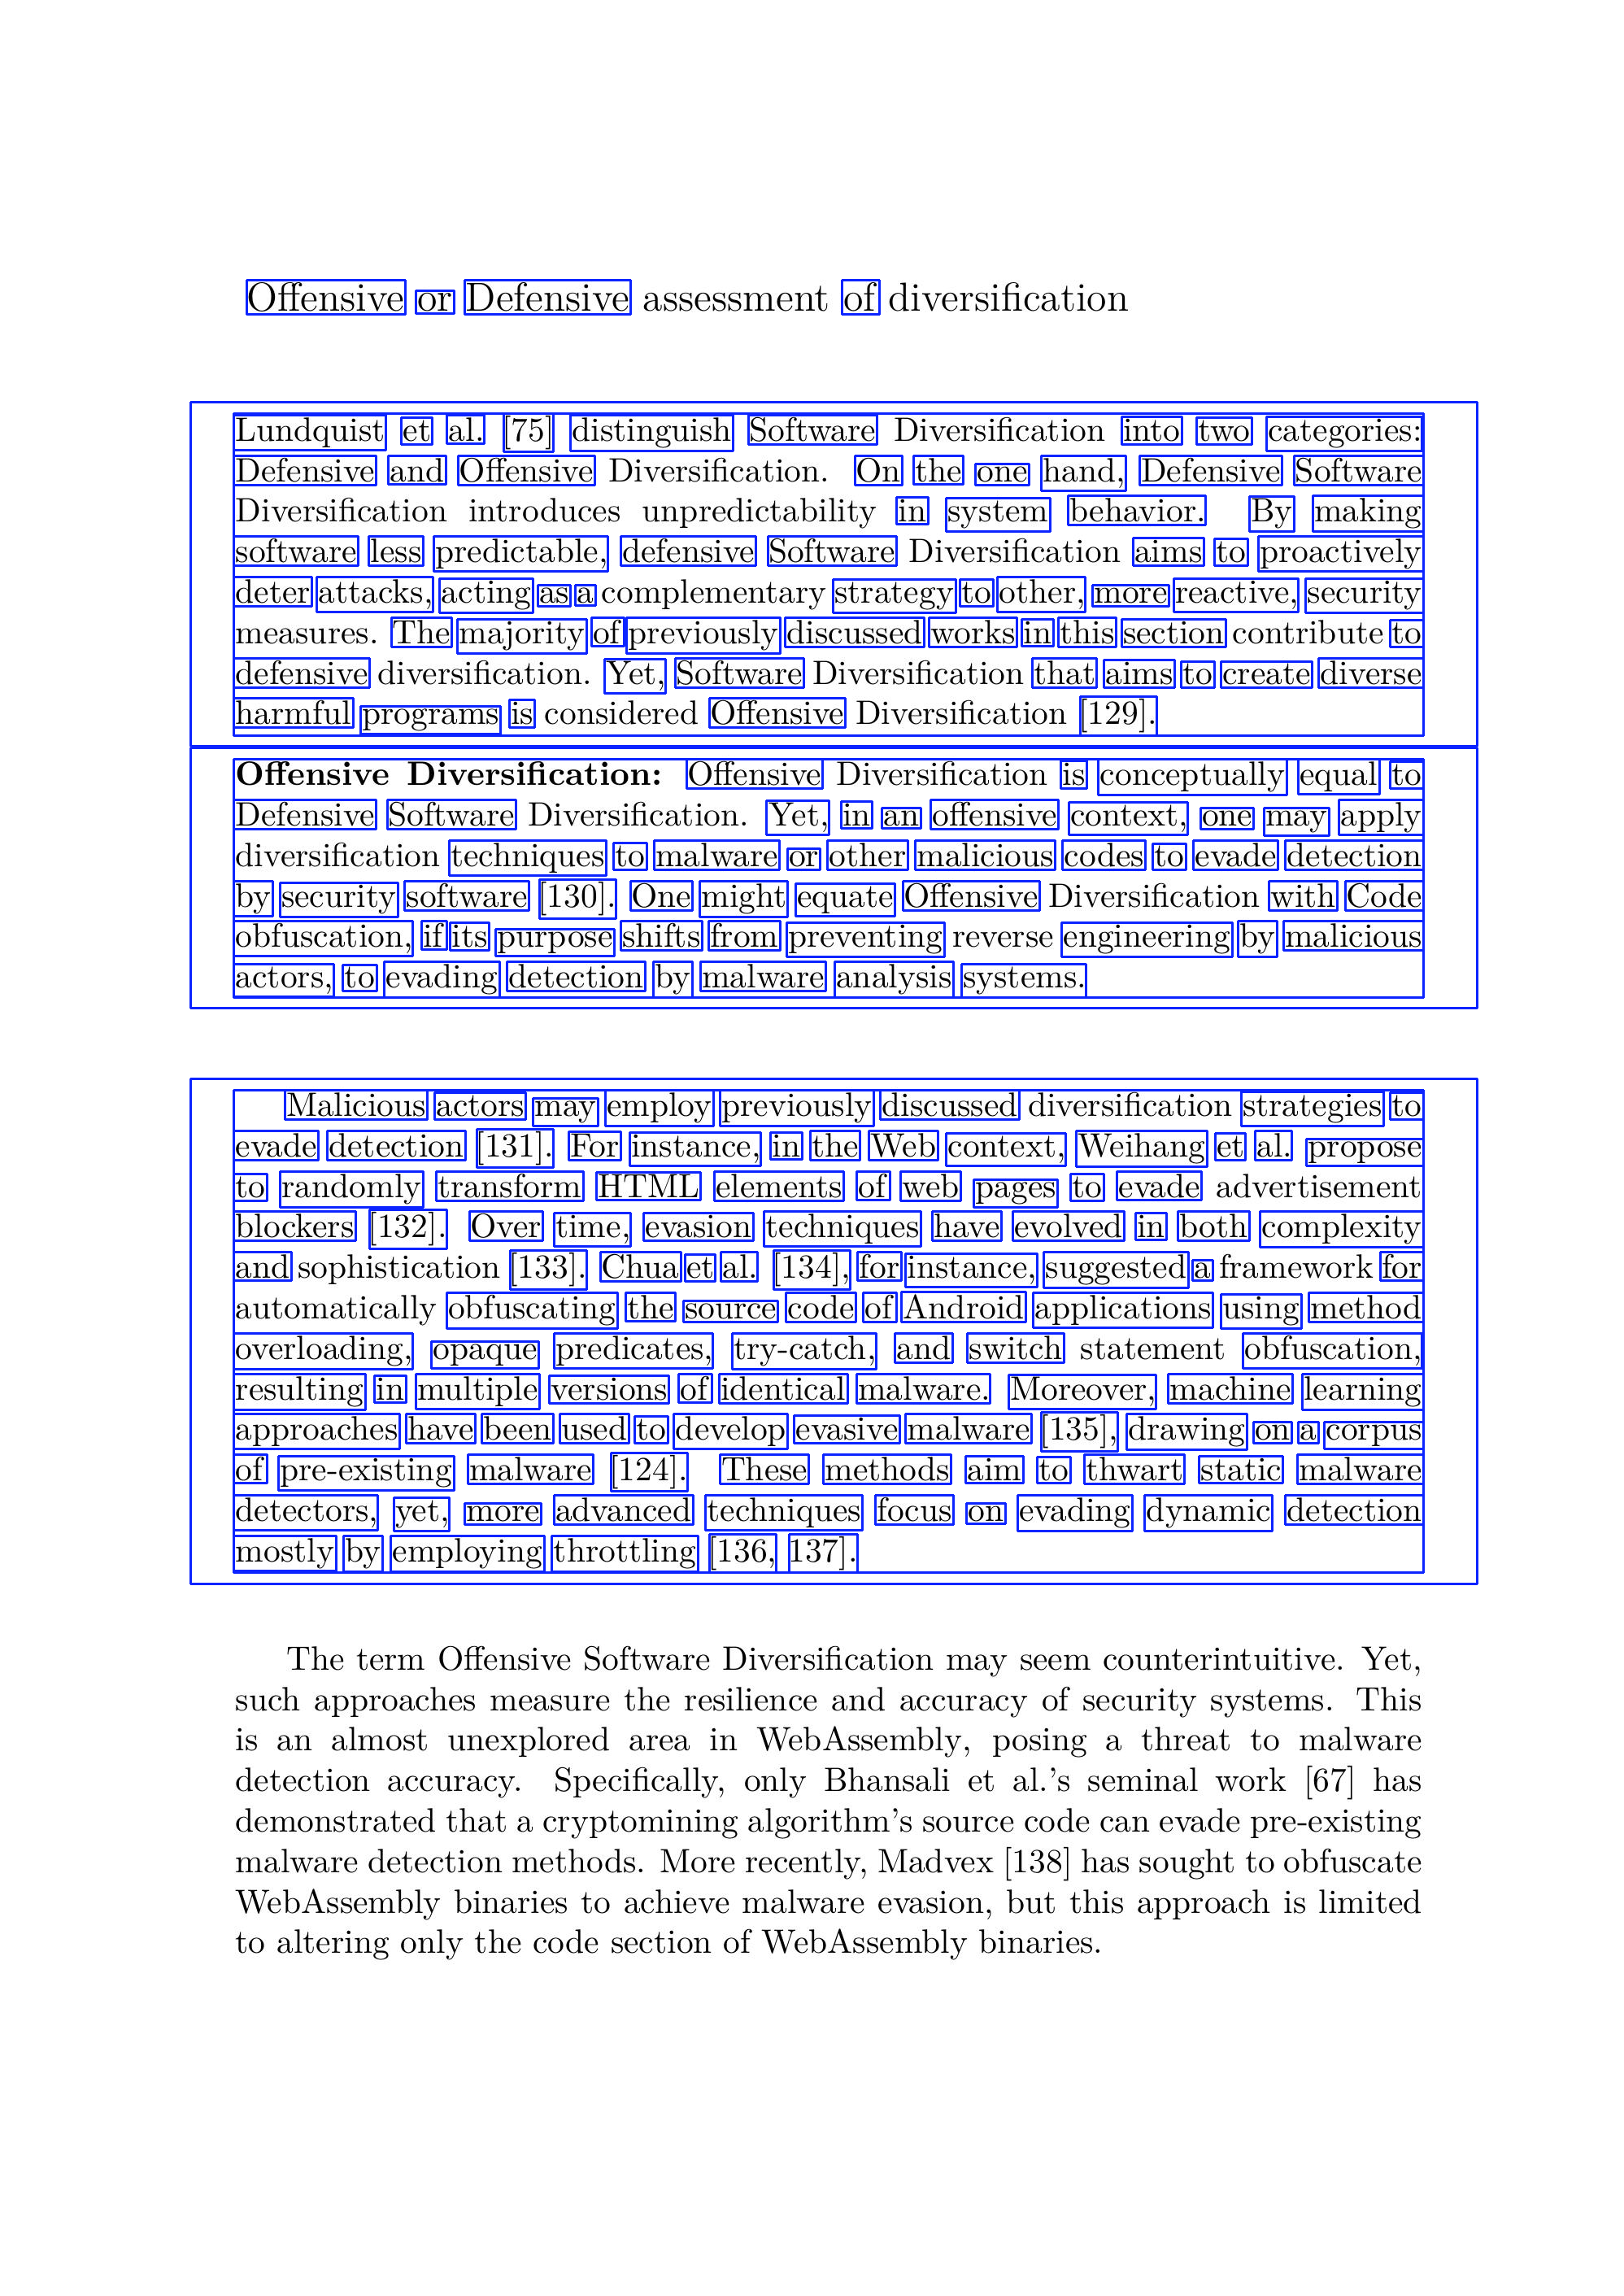 Offensive or Defensive assessment of diversification
Lundquist et al. [75] distinguish Software Diversification into two categories:
Defensive and Offensive Diversification. On the one hand, Defensive Software
Diversification introduces unpredictability in system behavior. By making
software less predictable, defensive Software Diversification aims to proactively
deter attacks, acting as a complementary strategy to other, more reactive, security
measures. The majority of previously discussed works in this section contribute to
defensive diversification. Yet, Software Diversification that aims to create diverse
harmful programs is considered Offensive Diversification [129].
Offensive Diversification: Offensive Diversification is conceptually equal to
Defensive Software Diversification. Yet, in an offensive context, one may apply
diversification techniques to malware or other malicious codes to evade detection
by security software [130]. One might equate Offensive Diversification with Code
obfuscation, if its purpose shifts from preventing reverse engineering by malicious
actors, to evading detection by malware analysis systems.
Malicious actors may employ previously discussed diversification strategies to
evade detection [131]. For instance, in the Web context, Weihang et al. propose
to randomly transform HTML elements of web pages to evade advertisement
blockers [132]. Over time, evasion techniques have evolved in both complexity
and sophistication [133]. Chua et al. [134], for instance, suggested a framework for
automatically obfuscating the source code of Android applications using method
overloading, opaque predicates, try-catch, and switch statement obfuscation,
resulting in multiple versions of identical malware. Moreover, machine learning
approaches have been used to develop evasive malware [135], drawing on a corpus
of pre-existing malware [124]. These methods aim to thwart static malware
detectors, yet, more advanced techniques focus on evading dynamic detection
mostly by employing throttling [136, 137].
The term Offensive Software Diversification may seem counterintuitive. Yet,
such approaches measure the resilience and accuracy of security systems. This
is an almost unexplored area in WebAssembly, posing a threat to malware
detection accuracy. Specifically, only Bhansali et al.'s seminal work [67] has
demonstrated that a cryptomining algorithm's source code can evade pre-existing
malware detection methods. More recently, Madvex [138] has sought to obfuscate
WebAssembly binaries to achieve malware evasion, but this approach is limited
to altering only the code section of WebAssembly binaries.